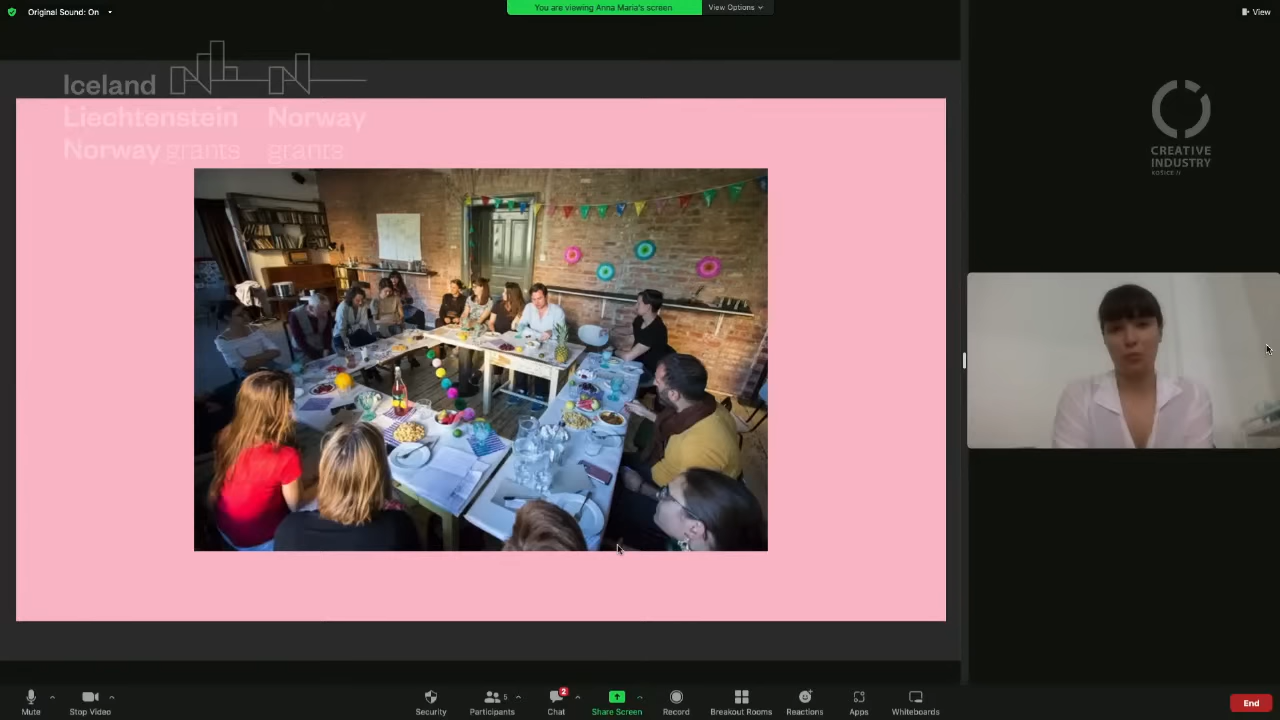 Original Sound: On
You are viewing Anna Maria's screen
View Options
View
Iceland
Liechtenstein
Norway grants
Norway
grants
CREATIVE
INDUSTRY
KOŠICE //
Mute
Stop Video
Security
Participants 5
Chat 2
Share Screen
Record
Breakout Rooms
Reactions
Apps
Whiteboards
End